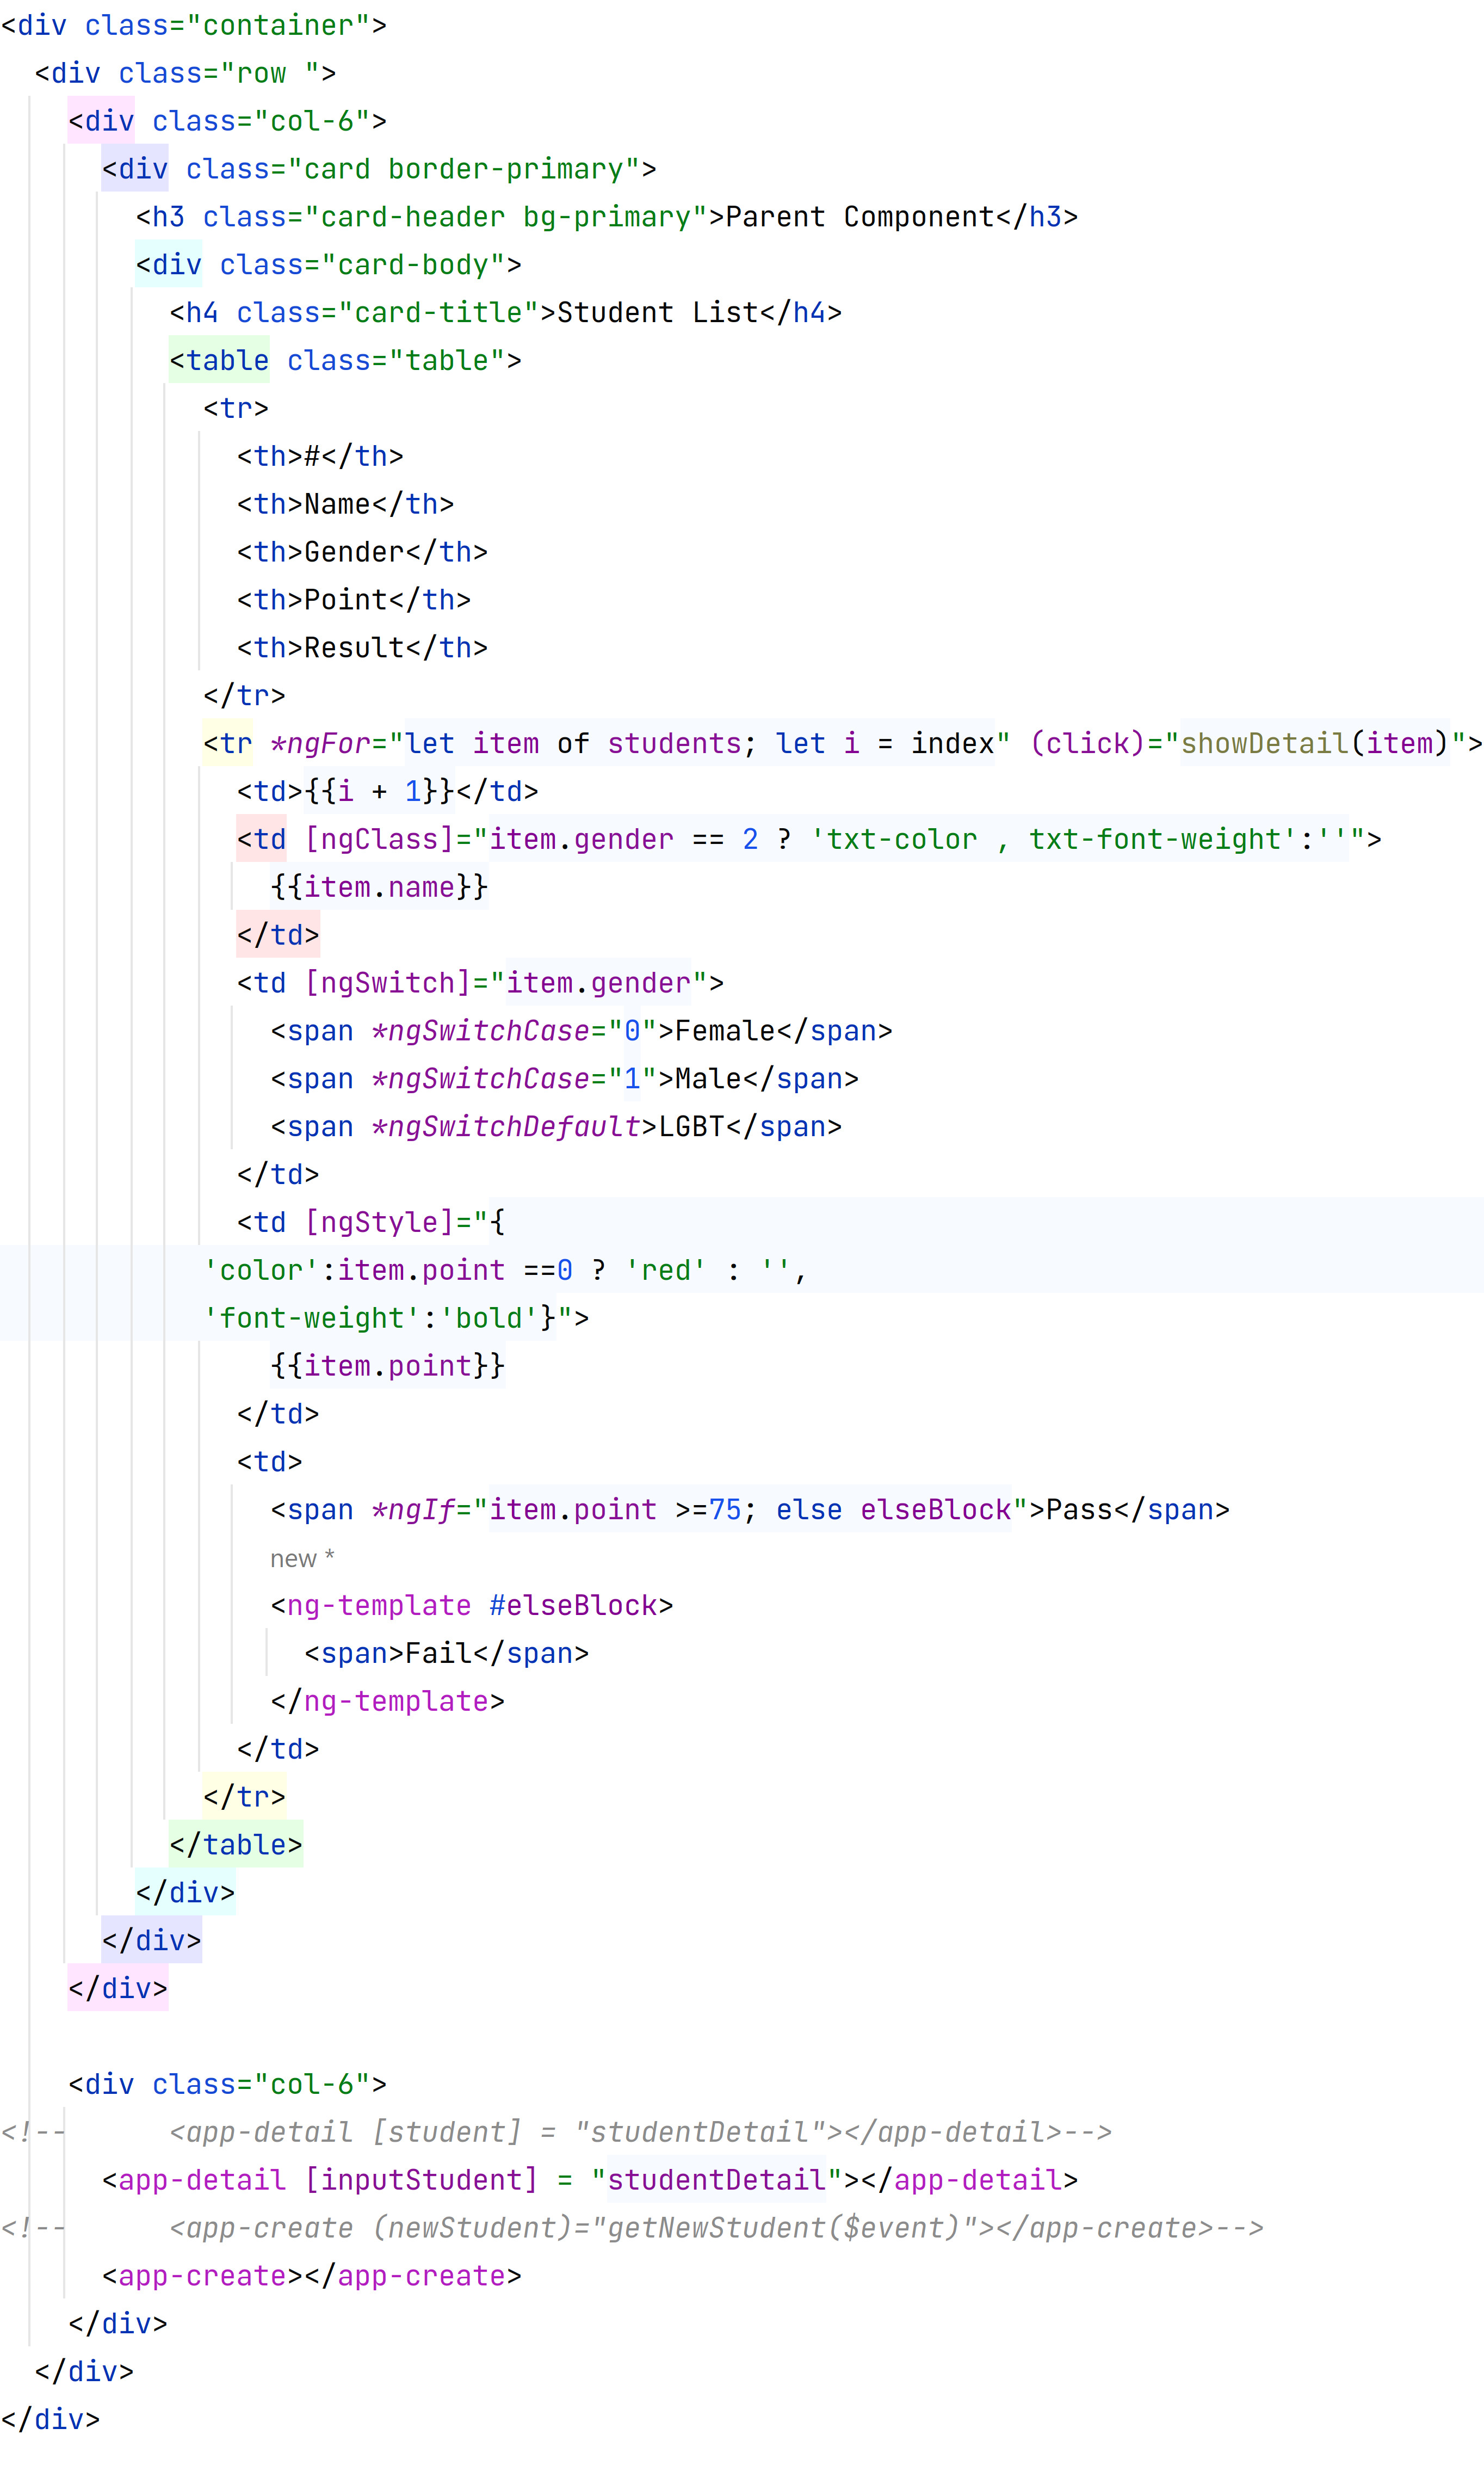 <div class="container">
  <div class="row ">
    <div class="col-6">
      <div class="card border-primary">
        <h3 class="card-header bg-primary">Parent Component</h3>
        <div class="card-body">
          <h4 class="card-title">Student List</h4>
          <table class="table">
            <tr>
              <th>#</th>
              <th>Name</th>
              <th>Gender</th>
              <th>Point</th>
              <th>Result</th>
            </tr>
            <tr *ngFor="let item of students; let i = index" (click)="showDetail(item)">
              <td>{{i + 1}}</td>
              <td [ngClass]="item.gender == 2 ? 'txt-color , txt-font-weight':''">
                {{item.name}}
              </td>
              <td [ngSwitch]="item.gender">
                <span *ngSwitchCase="0">Female</span>
                <span *ngSwitchCase="1">Male</span>
                <span *ngSwitchDefault>LGBT</span>
              </td>
              <td [ngStyle]="{
            'color':item.point ==0 ? 'red' : '',
            'font-weight':'bold'}">
                {{item.point}}
              </td>
              <td>
                <span *ngIf="item.point >=75; else elseBlock">Pass</span>
                new *
                <ng-template #elseBlock>
                  <span>Fail</span>
                </ng-template>
              </td>
            </tr>
          </table>
        </div>
      </div>
    </div>

    <div class="col-6">
<!--      <app-detail [student] = "studentDetail"></app-detail>-->
      <app-detail [inputStudent] = "studentDetail"></app-detail>
<!--      <app-create (newStudent)="getNewStudent($event)"></app-create>-->
      <app-create></app-create>
    </div>
  </div>
</div>